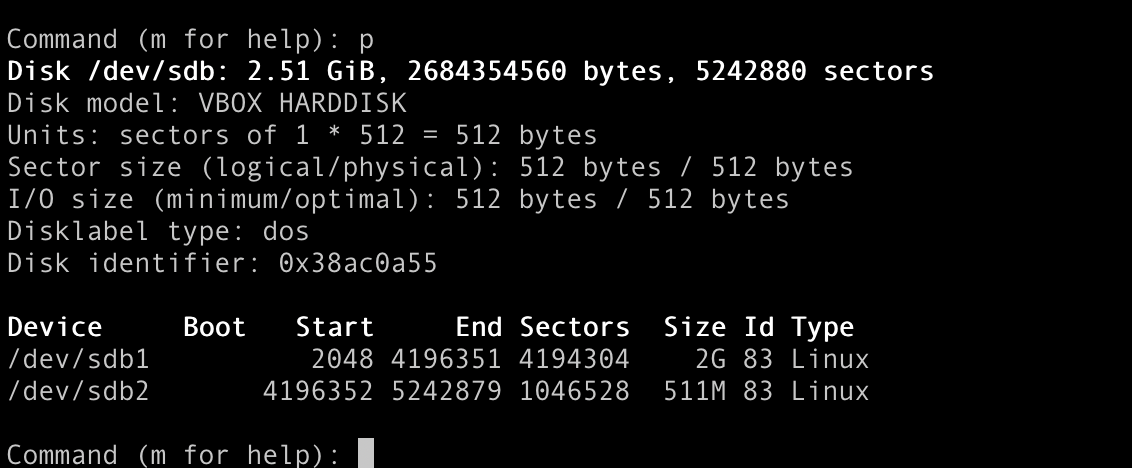 Command (m for help): p
Disk /dev/sdb: 2.51 GiB, 2684354560 bytes, 5242880 sectors
Disk model: VBOX HARDDISK
Units: sectors of 1 * 512 = 512 bytes
Sector size (logical/physical): 512 bytes / 512 bytes
I/O size (minimum/optimal): 512 bytes / 512 bytes
Disklabel type: dos
Disk identifier: 0x38ac0a55
Device     Boot   Start     End Sectors  Size Id Type
/dev/sdb1          2048 4196351 4194304    2G 83 Linux
/dev/sdb2       4196352 5242879 1046528  511M 83 Linux
Command (m for help):